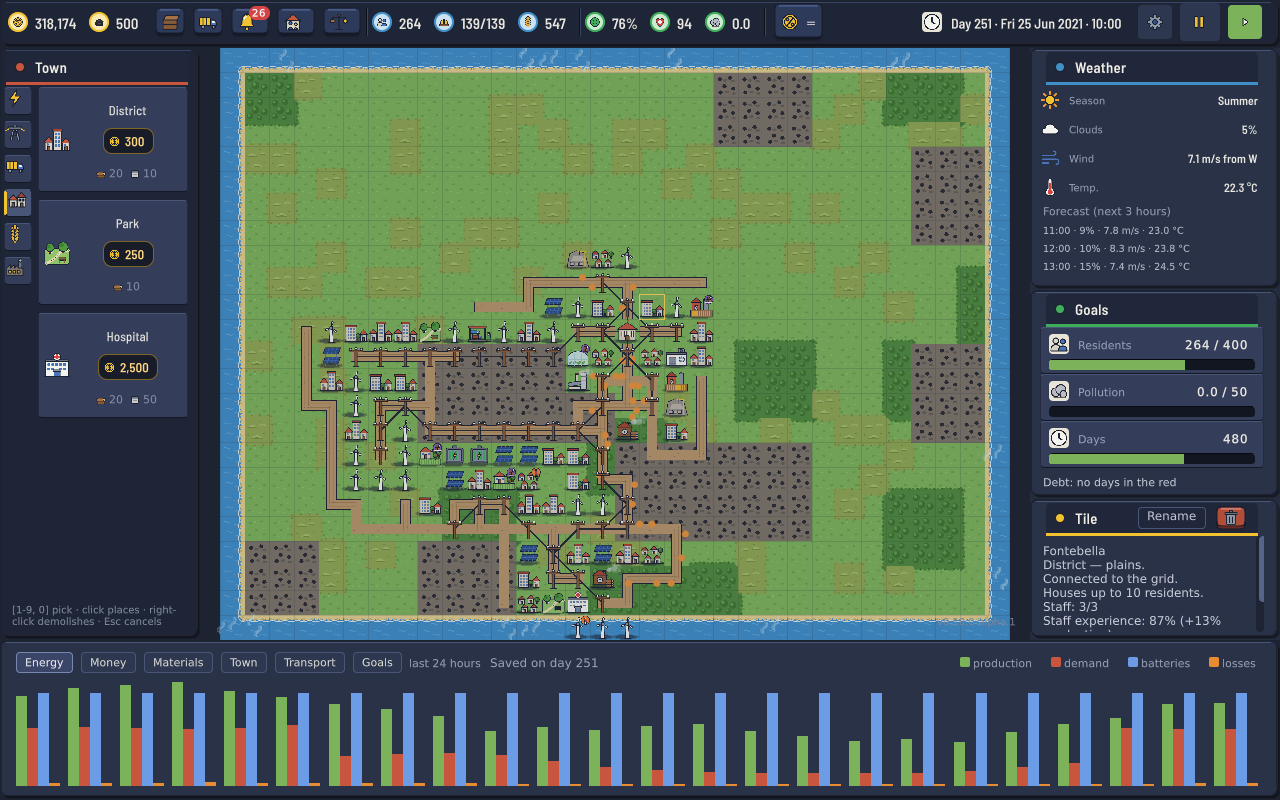 318,174
500
26
264
139/139
547
76%
94
0.0
=
Day 251 · Fri 25 Jun 2021 · 10:00
Town
District
300
20 10
Park
250
10
Hospital
2,500
20 50
[1-9, 0] pick · click places · right-
click demolishes · Esc cancels
Weather
Season Summer
Clouds 5%
Wind 7.1 m/s from W
Temp. 22.3 °C
Forecast (next 3 hours)
11:00 · 9% · 7.8 m/s · 23.0 °C
12:00 · 10% · 8.3 m/s · 23.8 °C
13:00 · 15% · 7.4 m/s · 24.5 °C
Goals
Residents 264 / 400
Pollution 0.0 / 50
Days 480
Debt: no days in the red
Tile Rename
Fontebella
District — plains.
Connected to the grid.
Houses up to 10 residents.
Staff: 3/3
Staff experience: 87% (+13%
Energy Money Materials Town Transport Goals last 24 hours Saved on day 251
production demand batteries losses